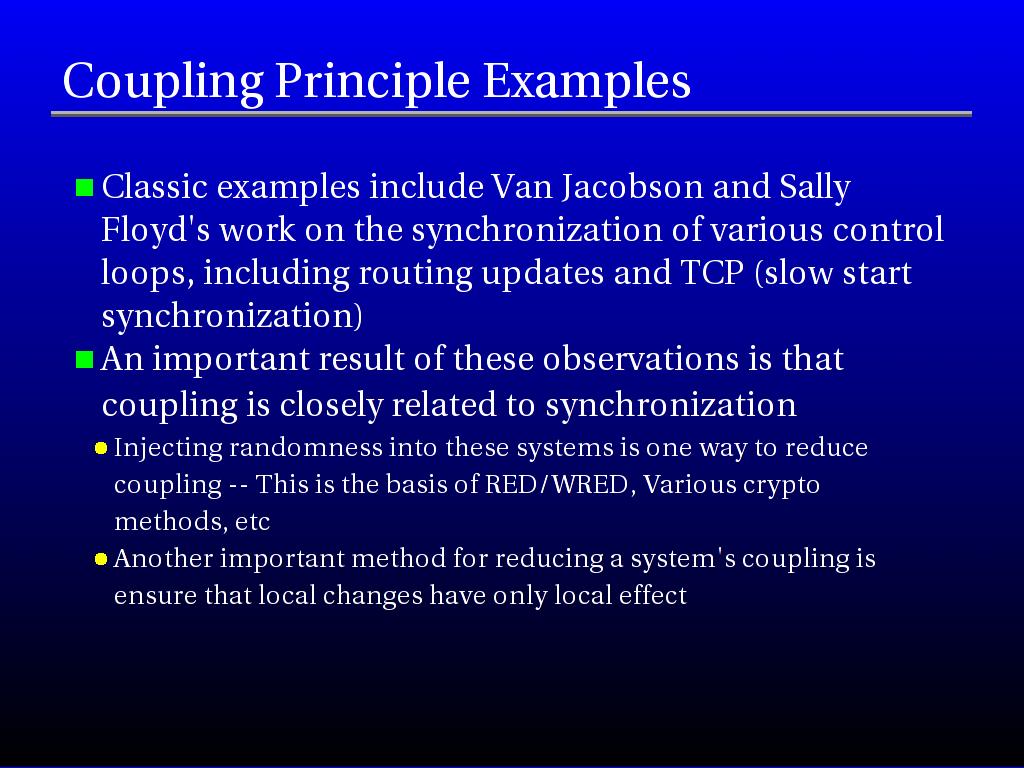 Coupling Principle Examples
Classic examples include Van Jacobson and Sally
Floyd's work on the synchronization of various control
loops, including routing updates and TCP (slow start
synchronization)
An important result of these observations is that
coupling is closely related to synchronization
Injecting randomness into these systems is one way to reduce
coupling -- This is the basis of RED/WRED, Various crypto
methods, etc
Another important method for reducing a system's coupling is
ensure that local changes have only local effect